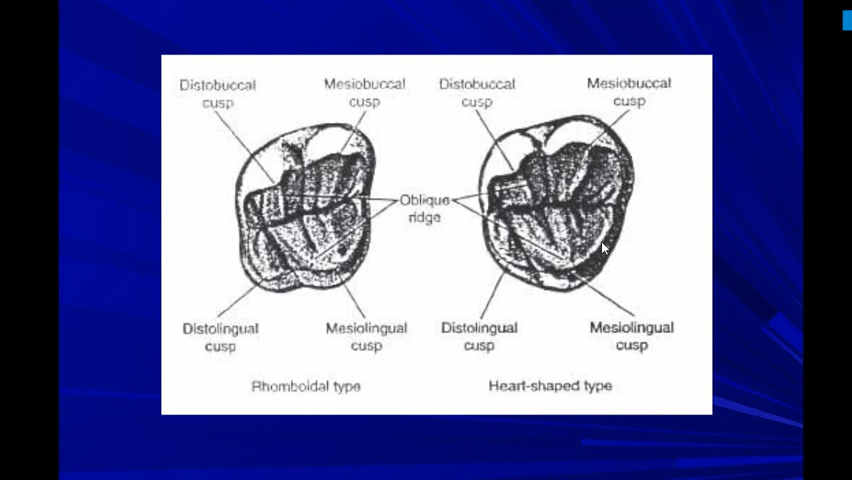 Distobuccal
cusp
Mesiobuccal
cusp
Distobuccal
cusp
Mesiobuccal
cusp
Oblique
ridge
Distolingual
cusp
Mesiolingual
cusp
Distolingual
cusp
Mesiolingual
cusp
Rhomboidal type
Heart-shaped type